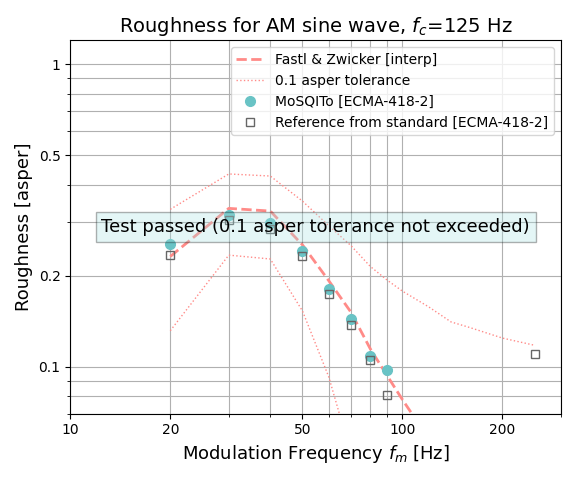 Roughness for AM sine wave, fc=125 Hz
Fastl & Zwicker [interp]
0.1 asper tolerance
MoSQITo [ECMA-418-2]
Reference from standard [ECMA-418-2]
Test passed (0.1 asper tolerance not exceeded)
Roughness [asper]
1
0.5
0.2
0.1
10 20 50 100 200
Modulation Frequency fm [Hz]